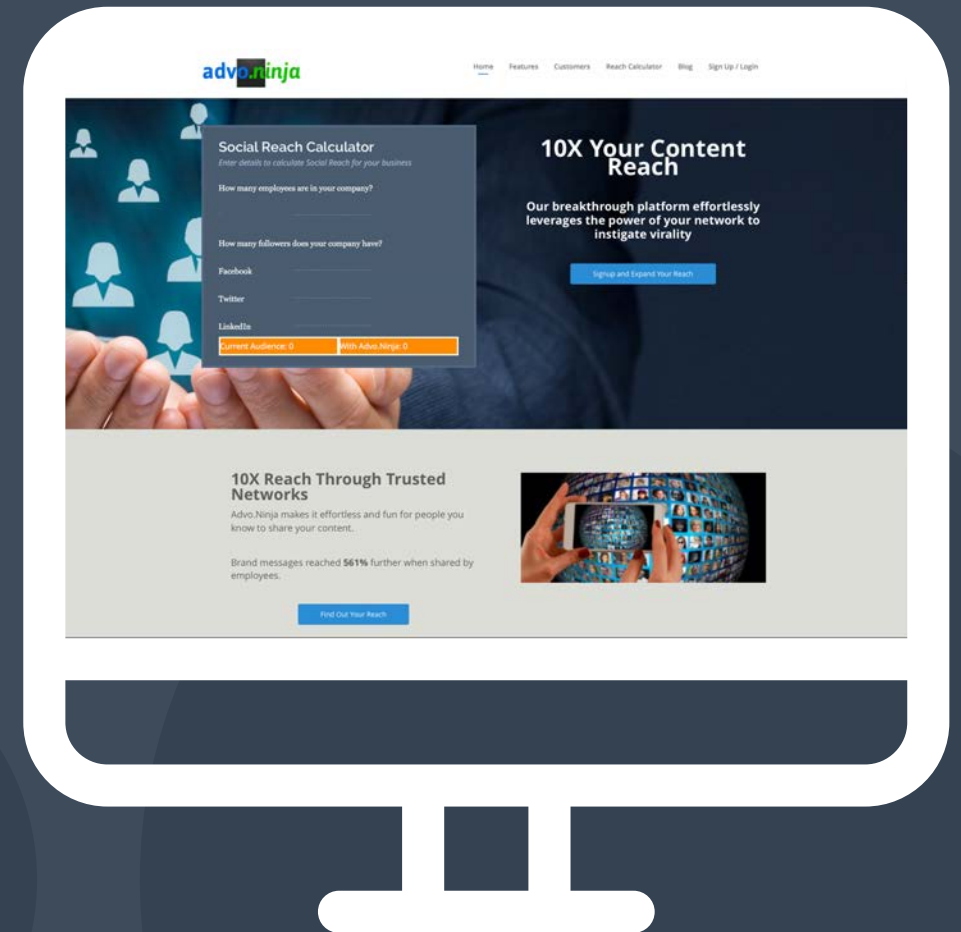 advo.ninja
Home Features Customers Reach Calculator Blog Sign Up / Login
Social Reach Calculator
Enter details to calculate Social Reach for your business
How many employees are in your company?
How many followers does your company have?
Facebook
Twitter
LinkedIn
Current Audience: 0 With Advo.Ninja: 0
10X Your Content
Reach
Our breakthrough platform effortlessly
leverages the power of your network to
instigate virality
Signup and Expand Your Reach
10X Reach Through Trusted
Networks
Advo.Ninja makes it effortless and fun for people you
know to share your content.
Brand messages reached 561% further when shared by
employees.
Find Out Your Reach